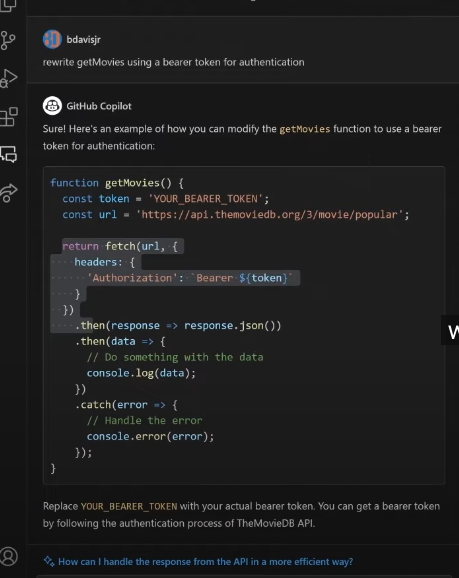 bdavisjr
rewrite getMovies using a bearer token for authentication
GitHub Copilot
Sure! Here's an example of how you can modify the getMovies function to use a bearer
token for authentication:
function getMovies() {
  const token = 'YOUR_BEARER_TOKEN';
  const url = 'https://api.themoviedb.org/3/movie/popular';
  return fetch(url, {
    headers: {
      'Authorization': `Bearer ${token}`
    }
  })
    .then(response => response.json())
    .then(data => {
      // Do something with the data
      console.log(data);
    })
    .catch(error => {
      // Handle the error
      console.error(error);
    });
}
W
Replace YOUR_BEARER_TOKEN with your actual bearer token. You can get a bearer token
by following the authentication process of TheMovieDB API.
How can I handle the response from the API in a more efficient way?